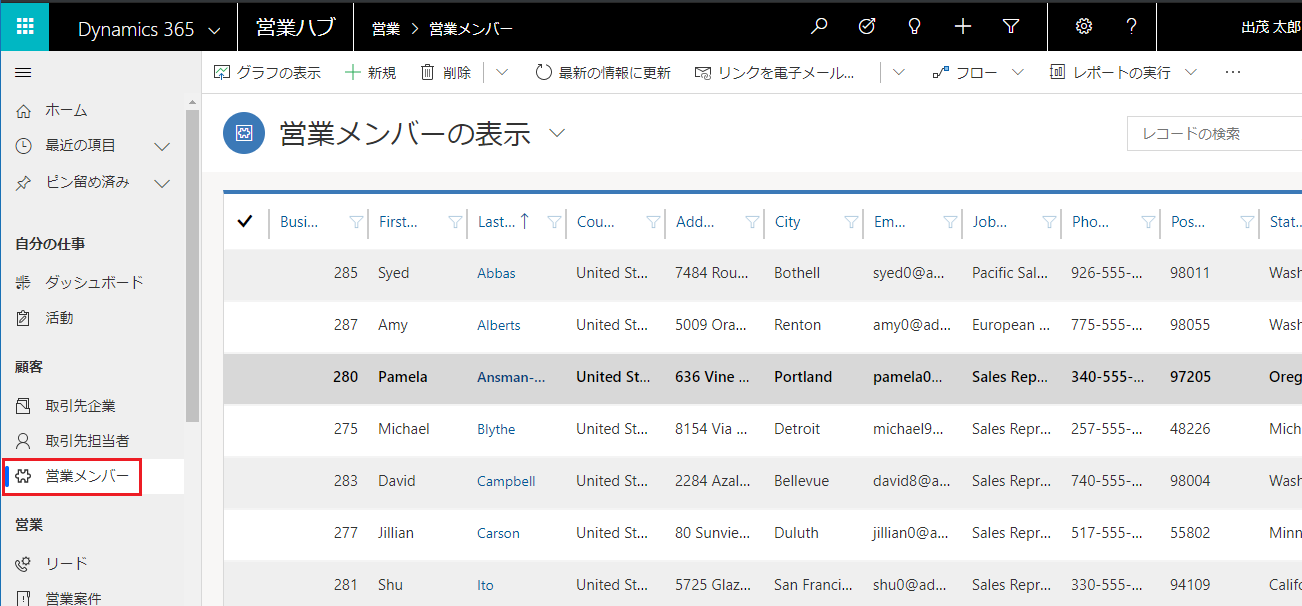 Dynamics 365 営業ハブ 営業 > 営業メンバー ? 出茂 太郎
グラフの表示 新規 削除 最新の情報に更新 リンクを電子メール... フロー レポートの実行 ...
ホーム
最近の項目
ピン留め済み
自分の仕事
ダッシュボード
活動
顧客
取引先企業
取引先担当者
営業メンバー
営業
リード
営業案件
営業メンバーの表示
レコードの検索
Busi... First... Last... ↑ Cou... Add... City Em... Job... Pho... Pos... Stat
285 Syed Abbas United St... 7484 Rou... Bothell syed0@a... Pacific Sal... 926-555-... 98011 Wash
287 Amy Alberts United St... 5009 Ora... Renton amy0@ad... European ... 775-555-... 98055 Wash
280 Pamela Ansman-... United St... 636 Vine ... Portland pamela0... Sales Rep... 340-555-... 97205 Oreg
275 Michael Blythe United St... 8154 Via ... Detroit michael9... Sales Repr... 257-555-... 48226 Mich
283 David Campbell United St... 2284 Azal... Bellevue david8@a... Sales Repr... 740-555-... 98004 Wash
277 Jillian Carson United St... 80 Sunvie... Duluth jillian0@a... Sales Repr... 517-555-... 55802 Minn
281 Shu Ito United St... 5725 Glaz... San Franci... shu0@ad... Sales Repr... 330-555-... 94109 Califo